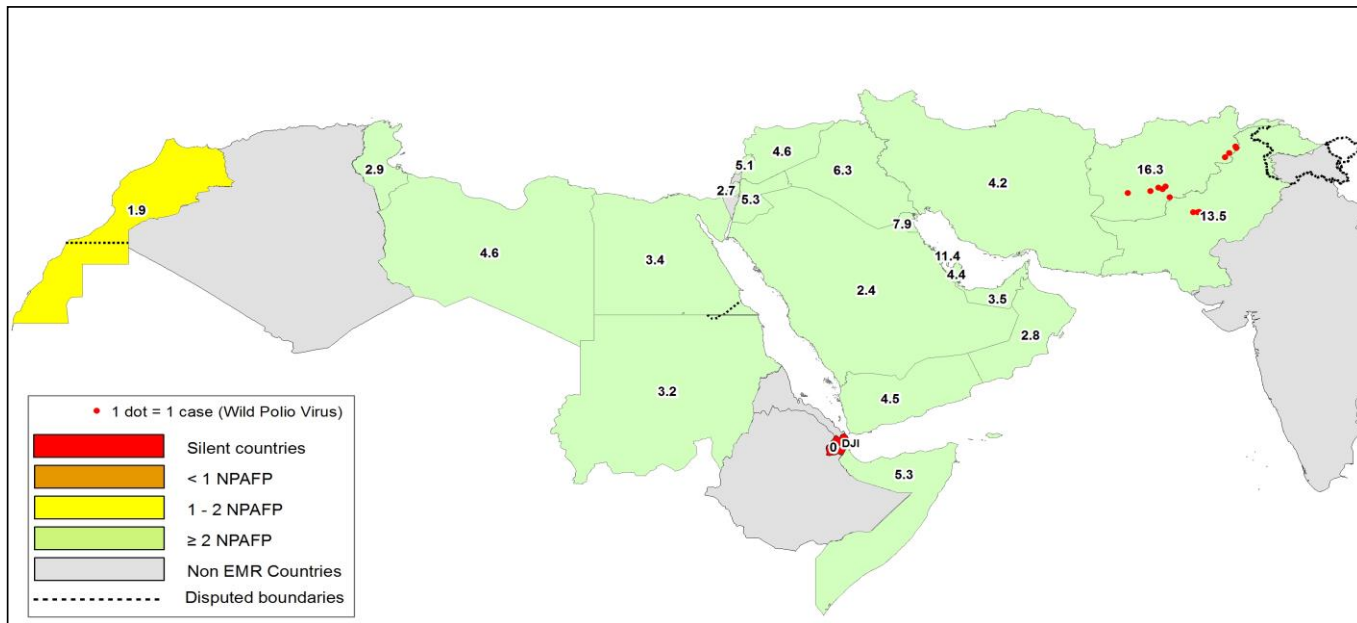 1.9
2.9
4.6
3.4
3.2
5.1
4.6
2.7
5.3
6.3
4.2
16.3
13.5
7.9
11.4
4.4
2.4
3.5
2.8
4.5
0
DJI
5.3
1 dot = 1 case (Wild Polio Virus)
Silent countries
< 1 NPAFP
1 - 2 NPAFP
≥ 2 NPAFP
Non EMR Countries
Disputed boundaries